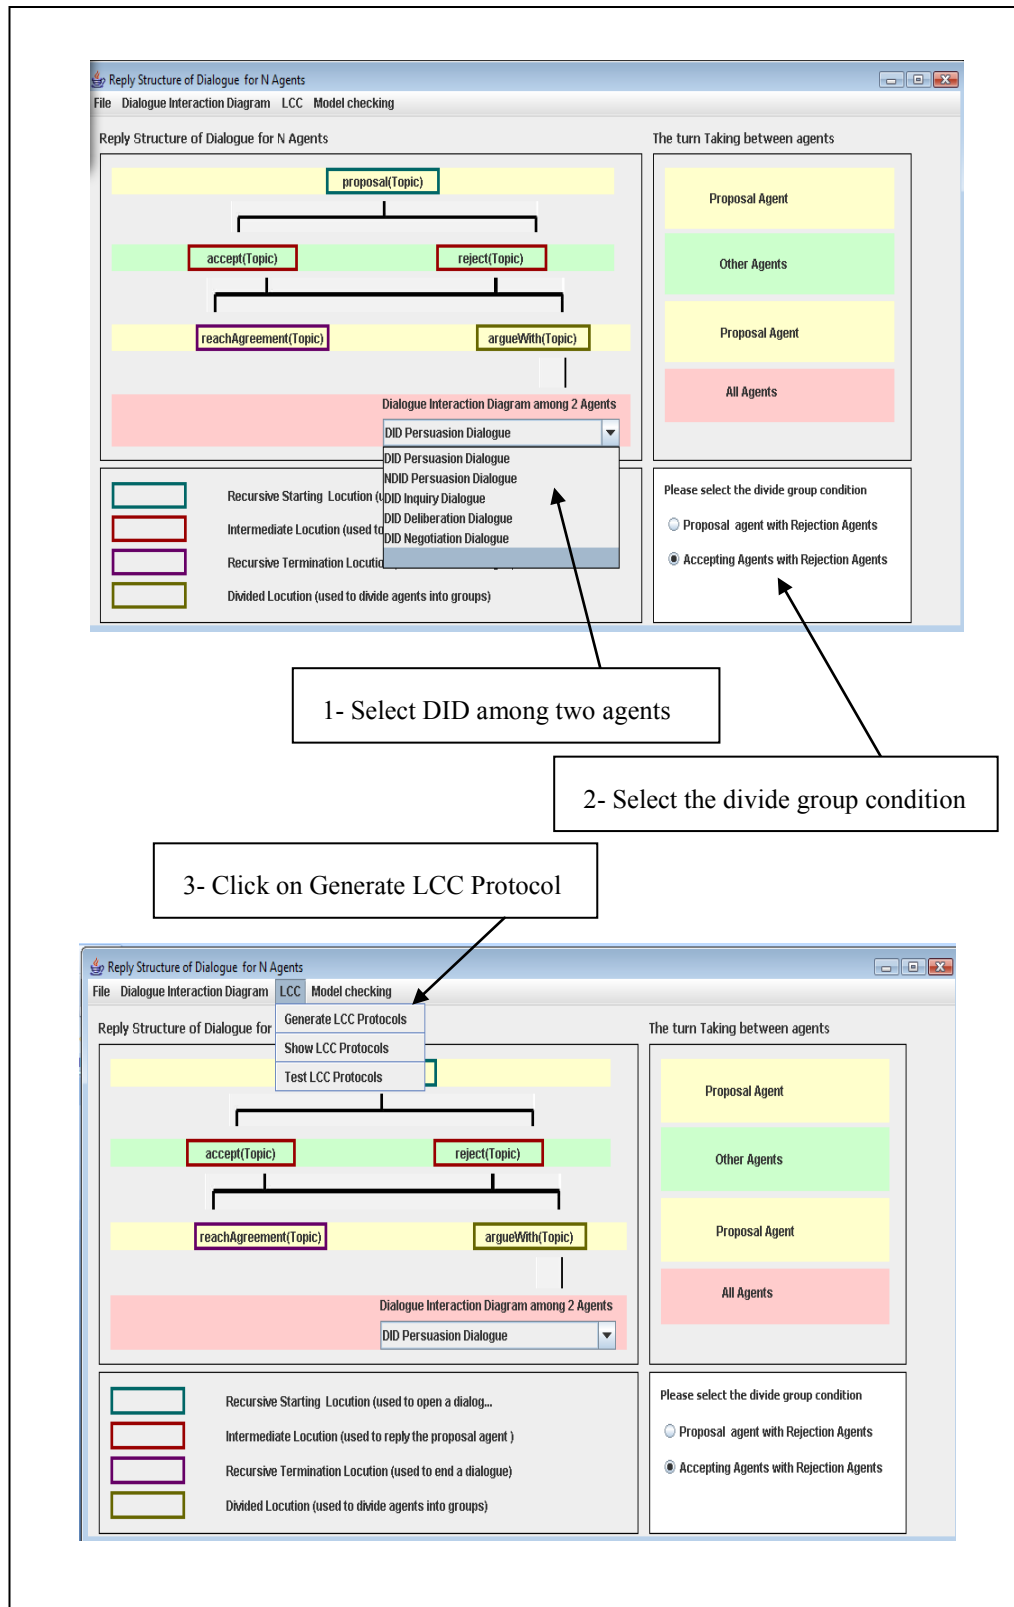 Reply Structure of Dialogue for N Agents
File Dialogue Interaction Diagram LCC Model checking
Reply Structure of Dialogue for N Agents
The turn Taking between agents
proposal(Topic)
Proposal Agent
accept(Topic)
reject(Topic)
Other Agents
reachAgreement(Topic)
argueWith(Topic)
Proposal Agent
Dialogue Interaction Diagram among 2 Agents
All Agents
DID Persuasion Dialogue
DID Persuasion Dialogue
NDID Persuasion Dialogue
DID Inquiry Dialogue
DID Deliberation Dialogue
DID Negotiation Dialogue
Recursive Starting Locution (u
Intermediate Locution (used to
Recursive Termination Locutio
Divided Locution (used to divide agents into groups)
Please select the divide group condition
Proposal agent with Rejection Agents
Accepting Agents with Rejection Agents
1- Select DID among two agents
2- Select the divide group condition
3- Click on Generate LCC Protocol
Reply Structure of Dialogue for N Agents
File Dialogue Interaction Diagram LCC Model checking
Generate LCC Protocols
Show LCC Protocols
Test LCC Protocols
Reply Structure of Dialogue for
The turn Taking between agents
Proposal Agent
accept(Topic)
reject(Topic)
Other Agents
reachAgreement(Topic)
argueWith(Topic)
Proposal Agent
Dialogue Interaction Diagram among 2 Agents
All Agents
DID Persuasion Dialogue
Recursive Starting Locution (used to open a dialog...
Intermediate Locution (used to reply the proposal agent )
Recursive Termination Locution (used to end a dialogue)
Divided Locution (used to divide agents into groups)
Please select the divide group condition
Proposal agent with Rejection Agents
Accepting Agents with Rejection Agents